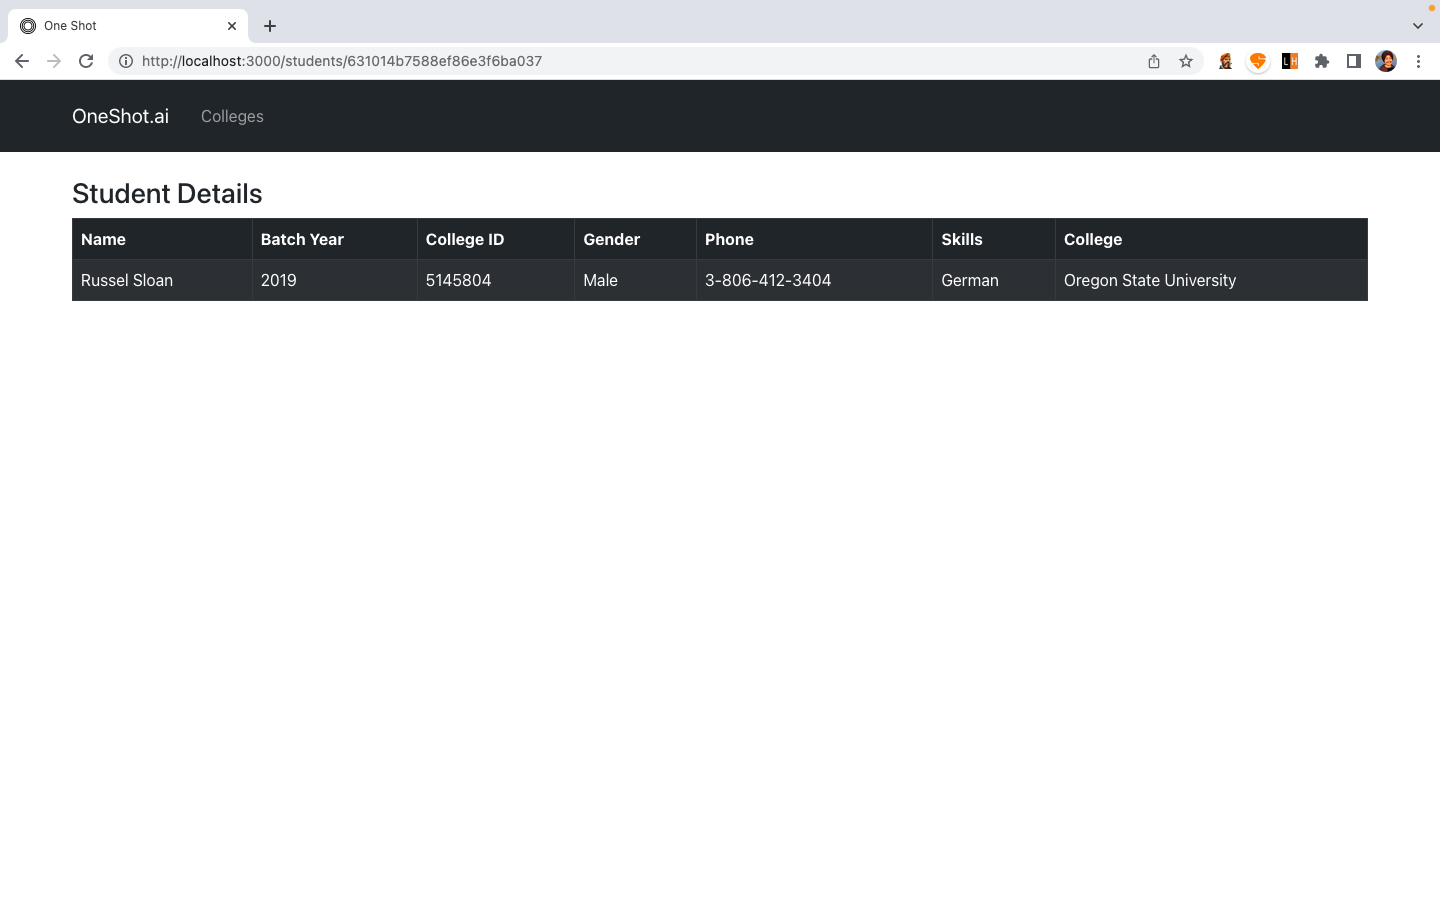 One Shot
http://localhost:3000/students/631014b7588ef86e3f6ba037
L H
OneShot.ai Colleges
Student Details
Name Batch Year College ID Gender Phone Skills College
Russel Sloan 2019 5145804 Male 3-806-412-3404 German Oregon State University